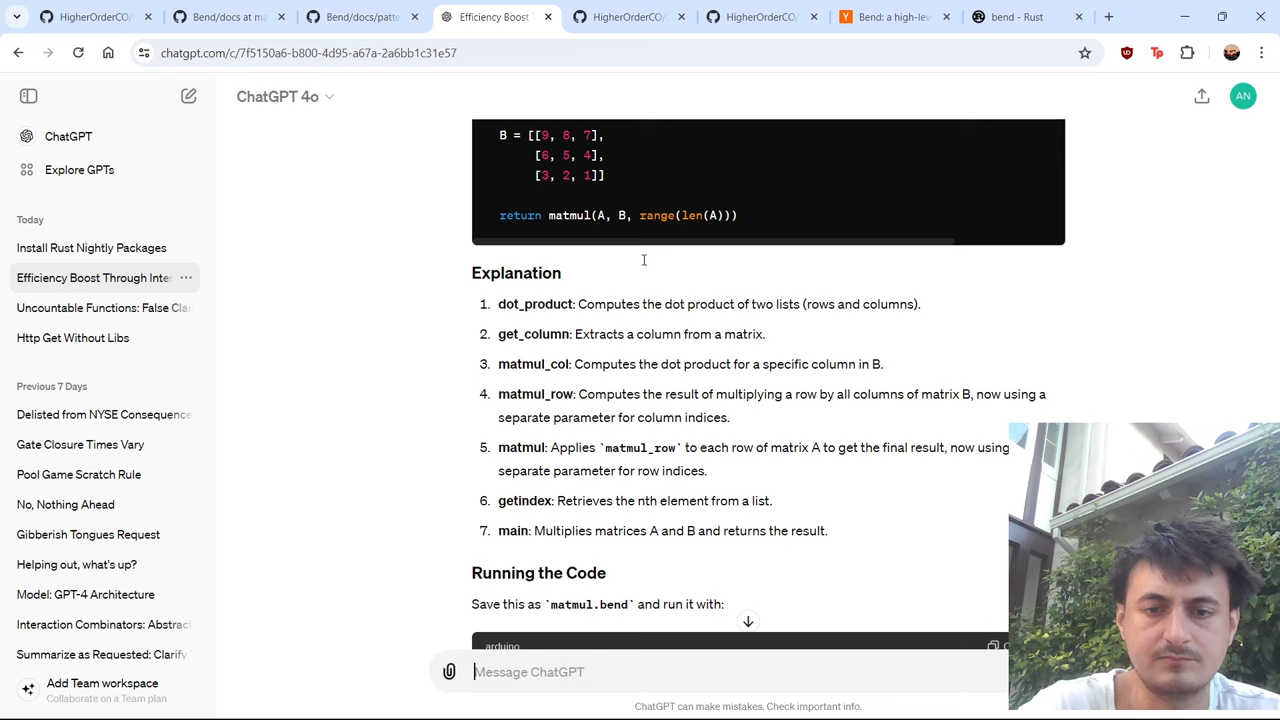 HigherOrderCO/
Bend/docs at ma
Bend/docs/patte
Efficiency Boost
HigherOrderCO/
HigherOrderCO/
Bend: a high-lev
bend - Rust
chatgpt.com/c/7f5150a6-b800-4d95-a67a-2a6bb1c31e57
ChatGPT 4o
AN
ChatGPT
Explore GPTs
Today
Install Rust Nightly Packages
Efficiency Boost Through Inter
Uncountable Functions: False Clai
Http Get Without Libs
Previous 7 Days
Delisted from NYSE Consequence
Gate Closure Times Vary
Pool Game Scratch Rule
No, Nothing Ahead
Gibberish Tongues Request
Helping out, what's up?
Model: GPT-4 Architecture
Interaction Combinators: Abstract
Summarize as Requested: Clarify
Add Team workspace
Collaborate on a Team plan
B = [[9, 8, 7],
[6, 5, 4],
[3, 2, 1]]
return matmul(A, B, range(len(A)))
Explanation
1. dot_product: Computes the dot product of two lists (rows and columns).
2. get_column: Extracts a column from a matrix.
3. matmul_col: Computes the dot product for a specific column in B.
4. matmul_row: Computes the result of multiplying a row by all columns of matrix B, now using a
separate parameter for column indices.
5. matmul: Applies `matmul_row` to each row of matrix A to get the final result, now using
separate parameter for row indices.
6. getindex: Retrieves the nth element from a list.
7. main: Multiplies matrices A and B and returns the result.
Running the Code
Save this as `matmul.bend` and run it with:
arduino
Message ChatGPT
ChatGPT can make mistakes. Check important info.